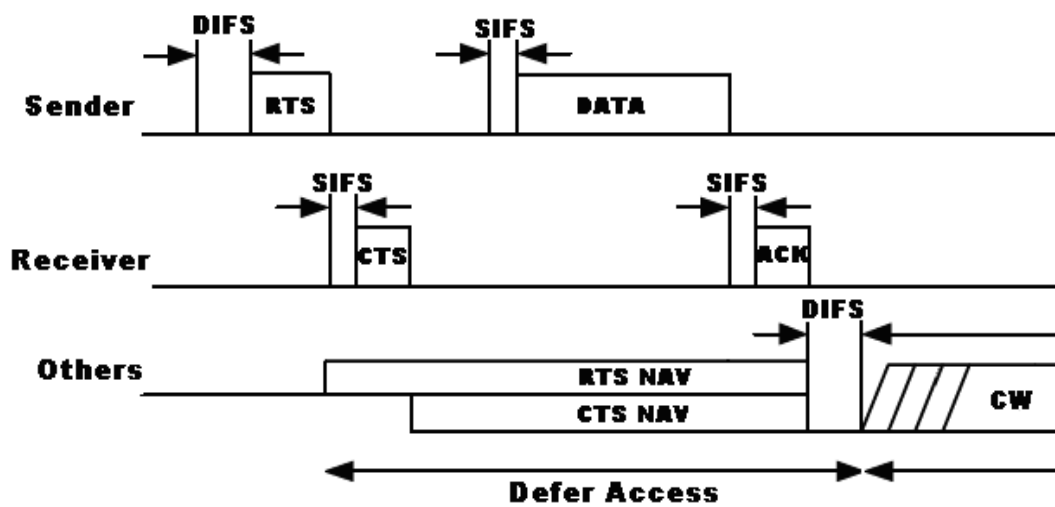 DIFS
SIFS
Sender
RTS
DATA
SIFS
SIFS
Receiver
CTS
ACK
DIFS
Others
RTS NAV
CTS NAV
CW
Defer Access